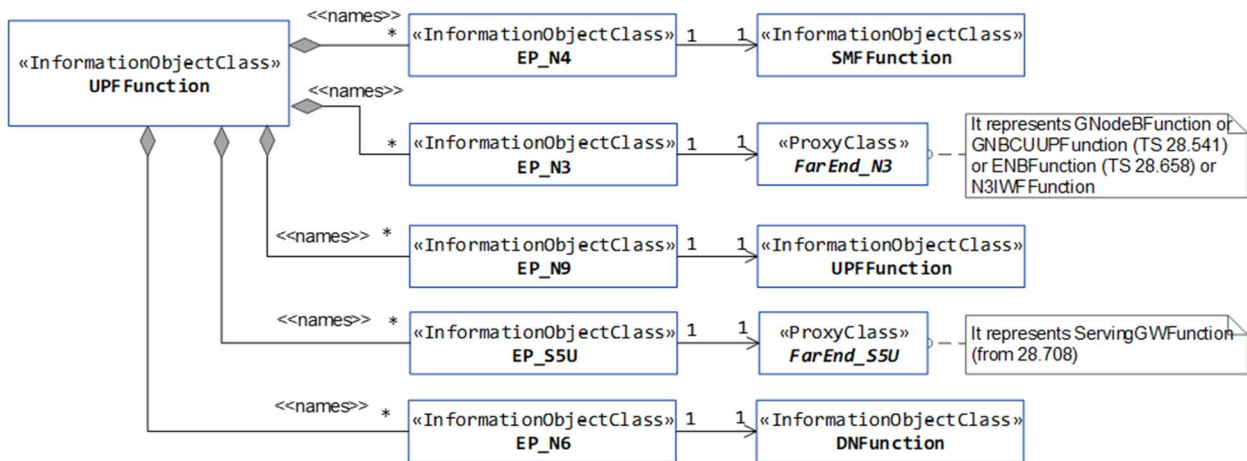 «InformationObjectClass»
UPFFunction
<<names>>
*
«InformationObjectClass»
EP_N4
1
1
«InformationObjectClass»
SMFFunction
<<names>>
*
«InformationObjectClass»
EP_N3
1
1
«ProxyClass»
FarEnd_N3
It represents GNodeBFunction or
GNBCUUPFunction (TS 28.541)
or ENBFunction (TS 28.658) or
N3IWFFunction
<<names>>
*
«InformationObjectClass»
EP_N9
1
1
«InformationObjectClass»
UPFFunction
<<names>>
*
«InformationObjectClass»
EP_S5U
1
1
«ProxyClass»
FarEnd_S5U
It represents ServingGWFunction
(from 28.708)
<<names>>
*
«InformationObjectClass»
EP_N6
1
1
«InformationObjectClass»
DNFunction